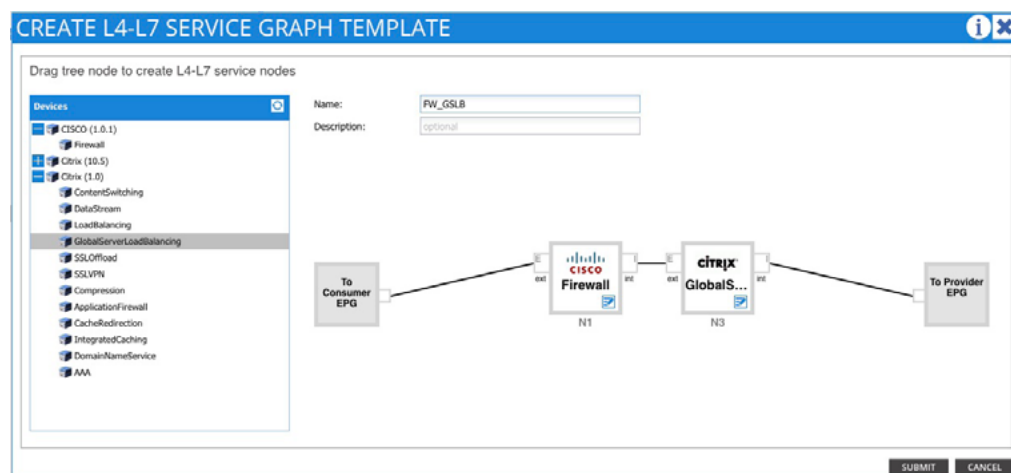 CREATE L4-L7 SERVICE GRAPH TEMPLATE
i
Drag tree node to create L4-L7 service nodes
Devices
CISCO (1.0.1)
Firewall
Citrix (10.5)
Citrix (1.0)
ContentSwitching
DataStream
LoadBalancing
GlobalServerLoadBalancing
SSLOffload
SSLVPN
Compression
ApplicationFirewall
CacheRedirection
IntegratedCaching
DomainNameService
AAA
Name: FW_GSLB
Description: optional
To
Consumer
EPG
E
ext
CISCO
Firewall
I
int
N1
E
ext
CITRIX
GlobalS...
I
int
N3
To Provider
EPG
SUBMIT CANCEL